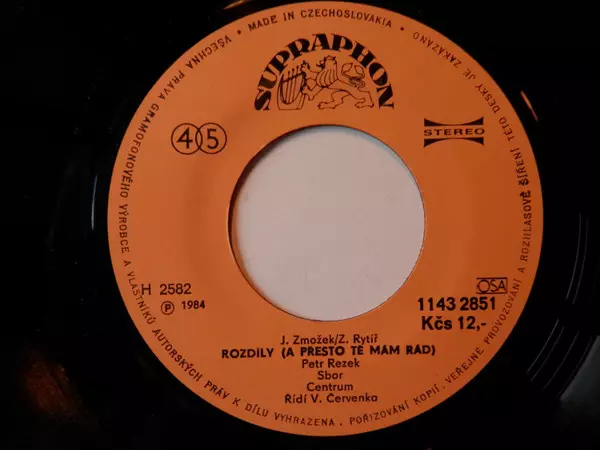 VŠECHNA PRÁVA GRAMOFONOVÉHO VÝROBCE A VLASTNÍKŮ AUTORSKÝCH PRÁV K DÍLU VYHRAZENA. POŘIZOVÁNÍ KOPIÍ, VEŘEJNÉ PROVOZOVÁNÍ A ROZHLASOVÉ ŠÍŘENÍ TÉTO DESKY JE ZAKÁZÁNO • MADE IN CZECHOSLOVAKIA •
SUPRAPHON
45
STEREO
H 2582
Ⓟ 1984
OSA
1143 2851
Kčs 12,-
J. Zmožek/Z. Rytíř
ROZDÍLY (A PŘESTO TĚ MÁM RÁD)
Petr Rezek
Sbor
Centrum
Řídí V. Červenka